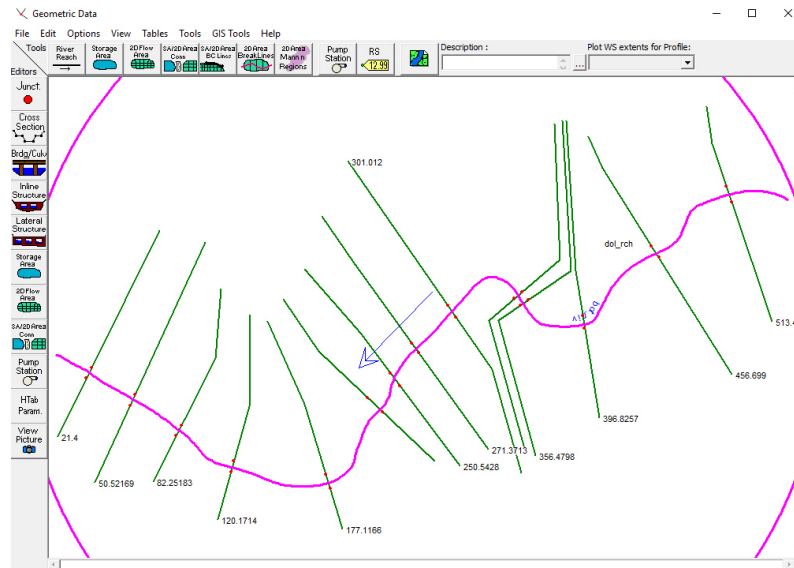 Geometric Data
File Edit Options View Tables Tools GIS Tools Help
Tools
Editors
River Reach
Storage Area
2D Flow Area
SA/2D Area Conn
SA/2D Area BC Lines
2D Area BreakLines
2D Area Mann n Regions
Pump Station
RS
12.99
Description :
...
Plot WS extents for Profile:
Junct.
Cross Section
Brdg/Culv
Inline Structure
Lateral Structure
Storage Area
2D Flow Area
SA/2D Area Conn
Pump Station
HTab Param.
View Picture
301.012
dol_rch
513.4
456.699
396.8257
356.4798
271.3713
250.5428
177.1166
120.1714
82.25183
50.52169
21.4